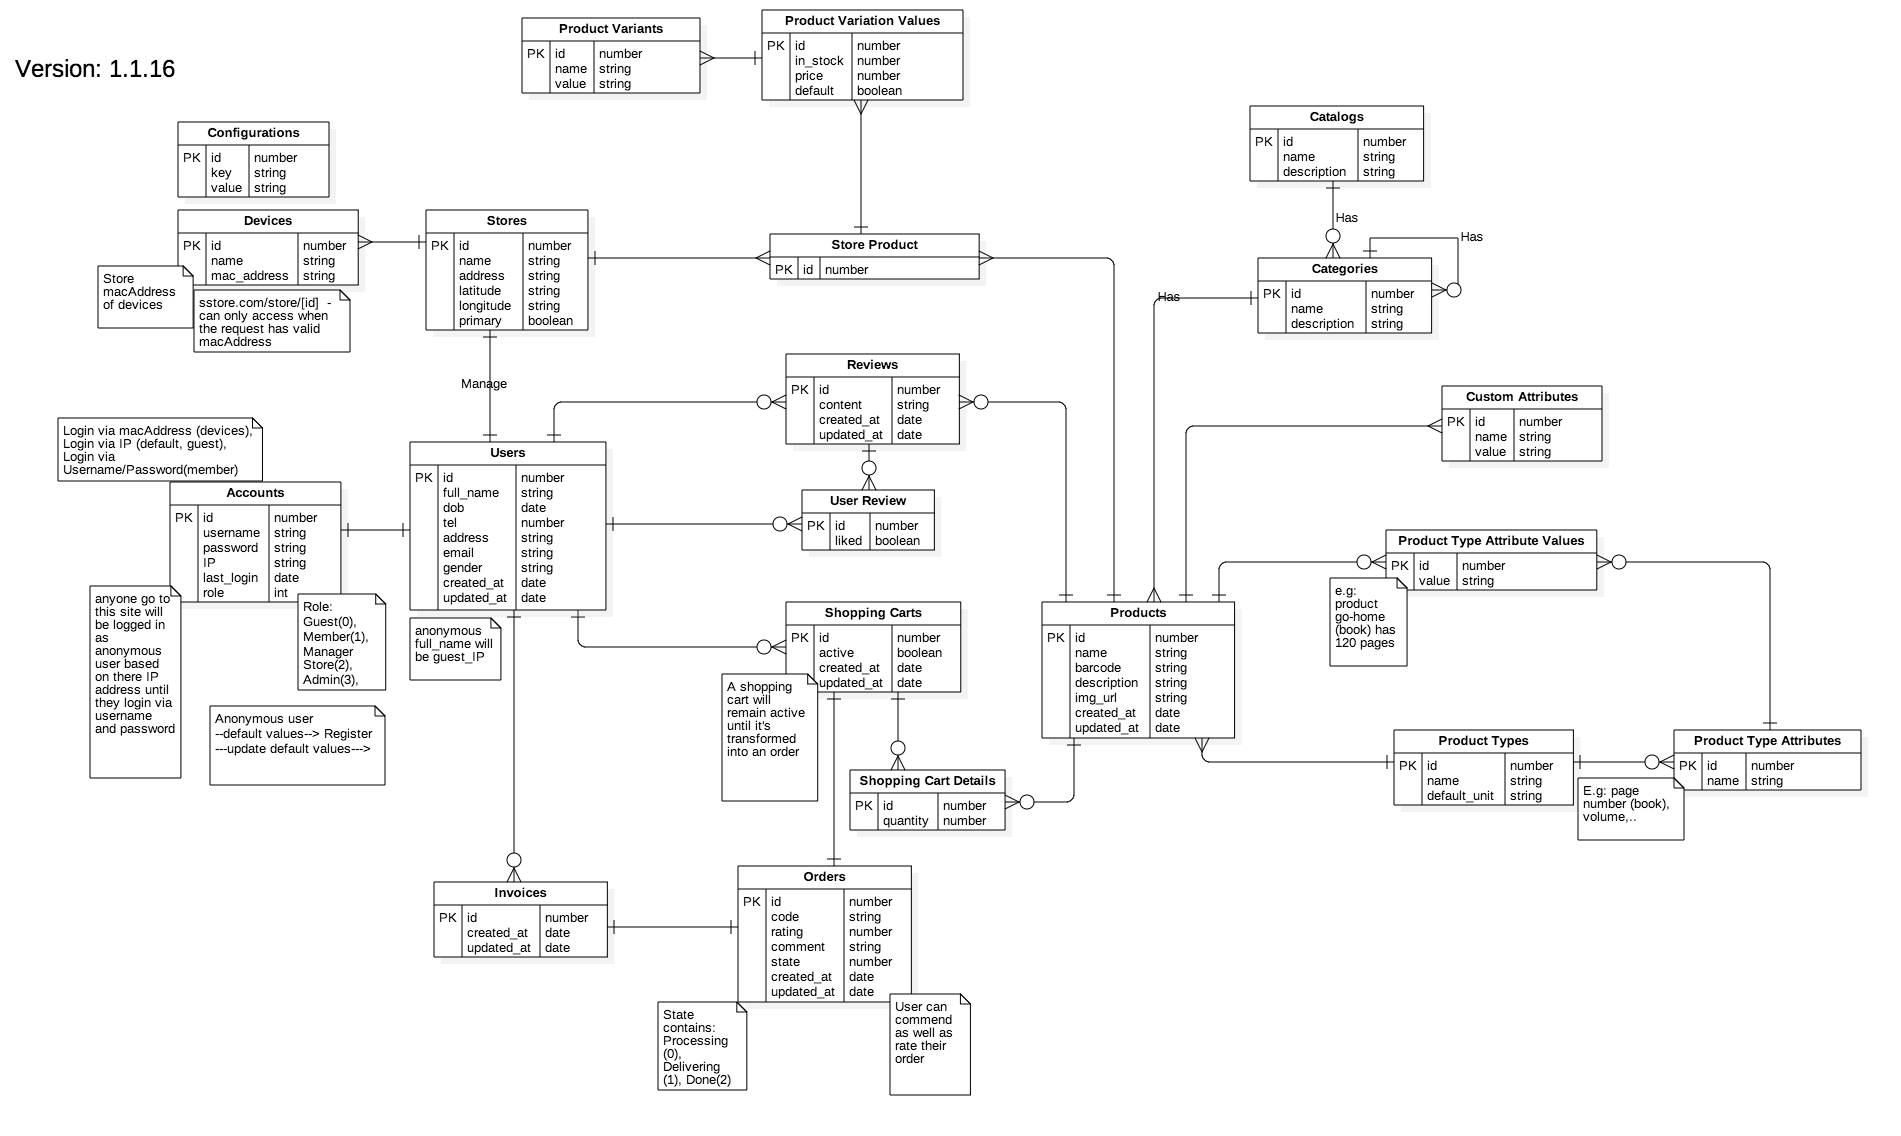 Version: 1.1.16
Product Variants
PK id number
name string
value string
Product Variation Values
PK id number
in_stock number
price number
default boolean
Configurations
PK id number
key string
value string
Catalogs
PK id number
name string
description string
Has
Devices
PK id number
name string
mac_address string
Store
macAddress
of devices
sstore.com/store/[id] -
can only access when
the request has valid
macAddress
Stores
PK id number
name string
address string
latitude string
longitude string
primary boolean
Store Product
PK id number
Categories
PK id number
name string
description string
Has
Has
Manage
Reviews
PK id number
content string
created_at date
updated_at date
Custom Attributes
PK id number
name string
value string
Login via macAddress (devices),
Login via IP (default, guest),
Login via
Username/Password(member)
Accounts
PK id number
username string
password string
IP string
last_login date
role int
Users
PK id number
full_name string
dob date
tel number
address string
email string
gender string
created_at date
updated_at date
User Review
PK id number
liked boolean
Product Type Attribute Values
PK id number
value string
e.g:
product
go-home
(book) has
120 pages
anyone go to
this site will
be logged in
as
anonymous
user based
on there IP
address until
they login via
username
and password
Role:
Guest(0),
Member(1),
Manager
Store(2),
Admin(3),
anonymous
full_name will
be guest_IP
Anonymous user
--default values--> Register
---update default values--->
Shopping Carts
PK id number
active boolean
created_at date
updated_at date
A shopping
cart will
remain active
until it's
transformed
into an order
Products
PK id number
name string
barcode string
description string
img_url string
created_at date
updated_at date
Shopping Cart Details
PK id number
quantity number
Product Types
PK id number
name string
default_unit string
Product Type Attributes
PK id number
name string
E.g: page
number (book),
volume,..
Invoices
PK id number
created_at date
updated_at date
Orders
PK id number
code string
rating number
comment string
state number
created_at date
updated_at date
State
contains:
Processing
(0),
Delivering
(1), Done(2)
User can
commend
as well as
rate their
order